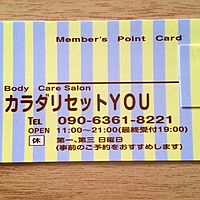 Member's Point Card
Body Care Salon
カラダリセットYOU
TEL 090-6361-8221
OPEN 11:00〜21:00(最終受付19:00)
休 第一、第三 日曜日
(事前のご予約をおすすめします)